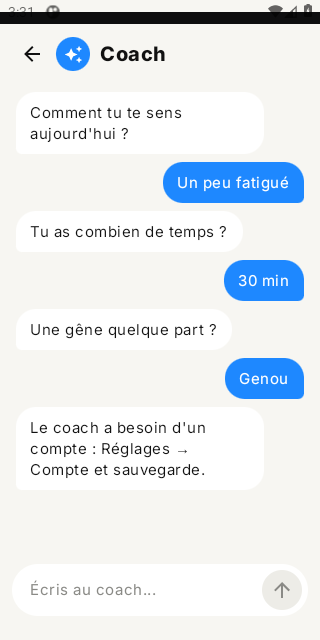 3:31
Coach
Comment tu te sens
aujourd'hui ?
Un peu fatigué
Tu as combien de temps ?
30 min
Une gêne quelque part ?
Genou
Le coach a besoin d'un
compte : Réglages →
Compte et sauvegarde.
Écris au coach...